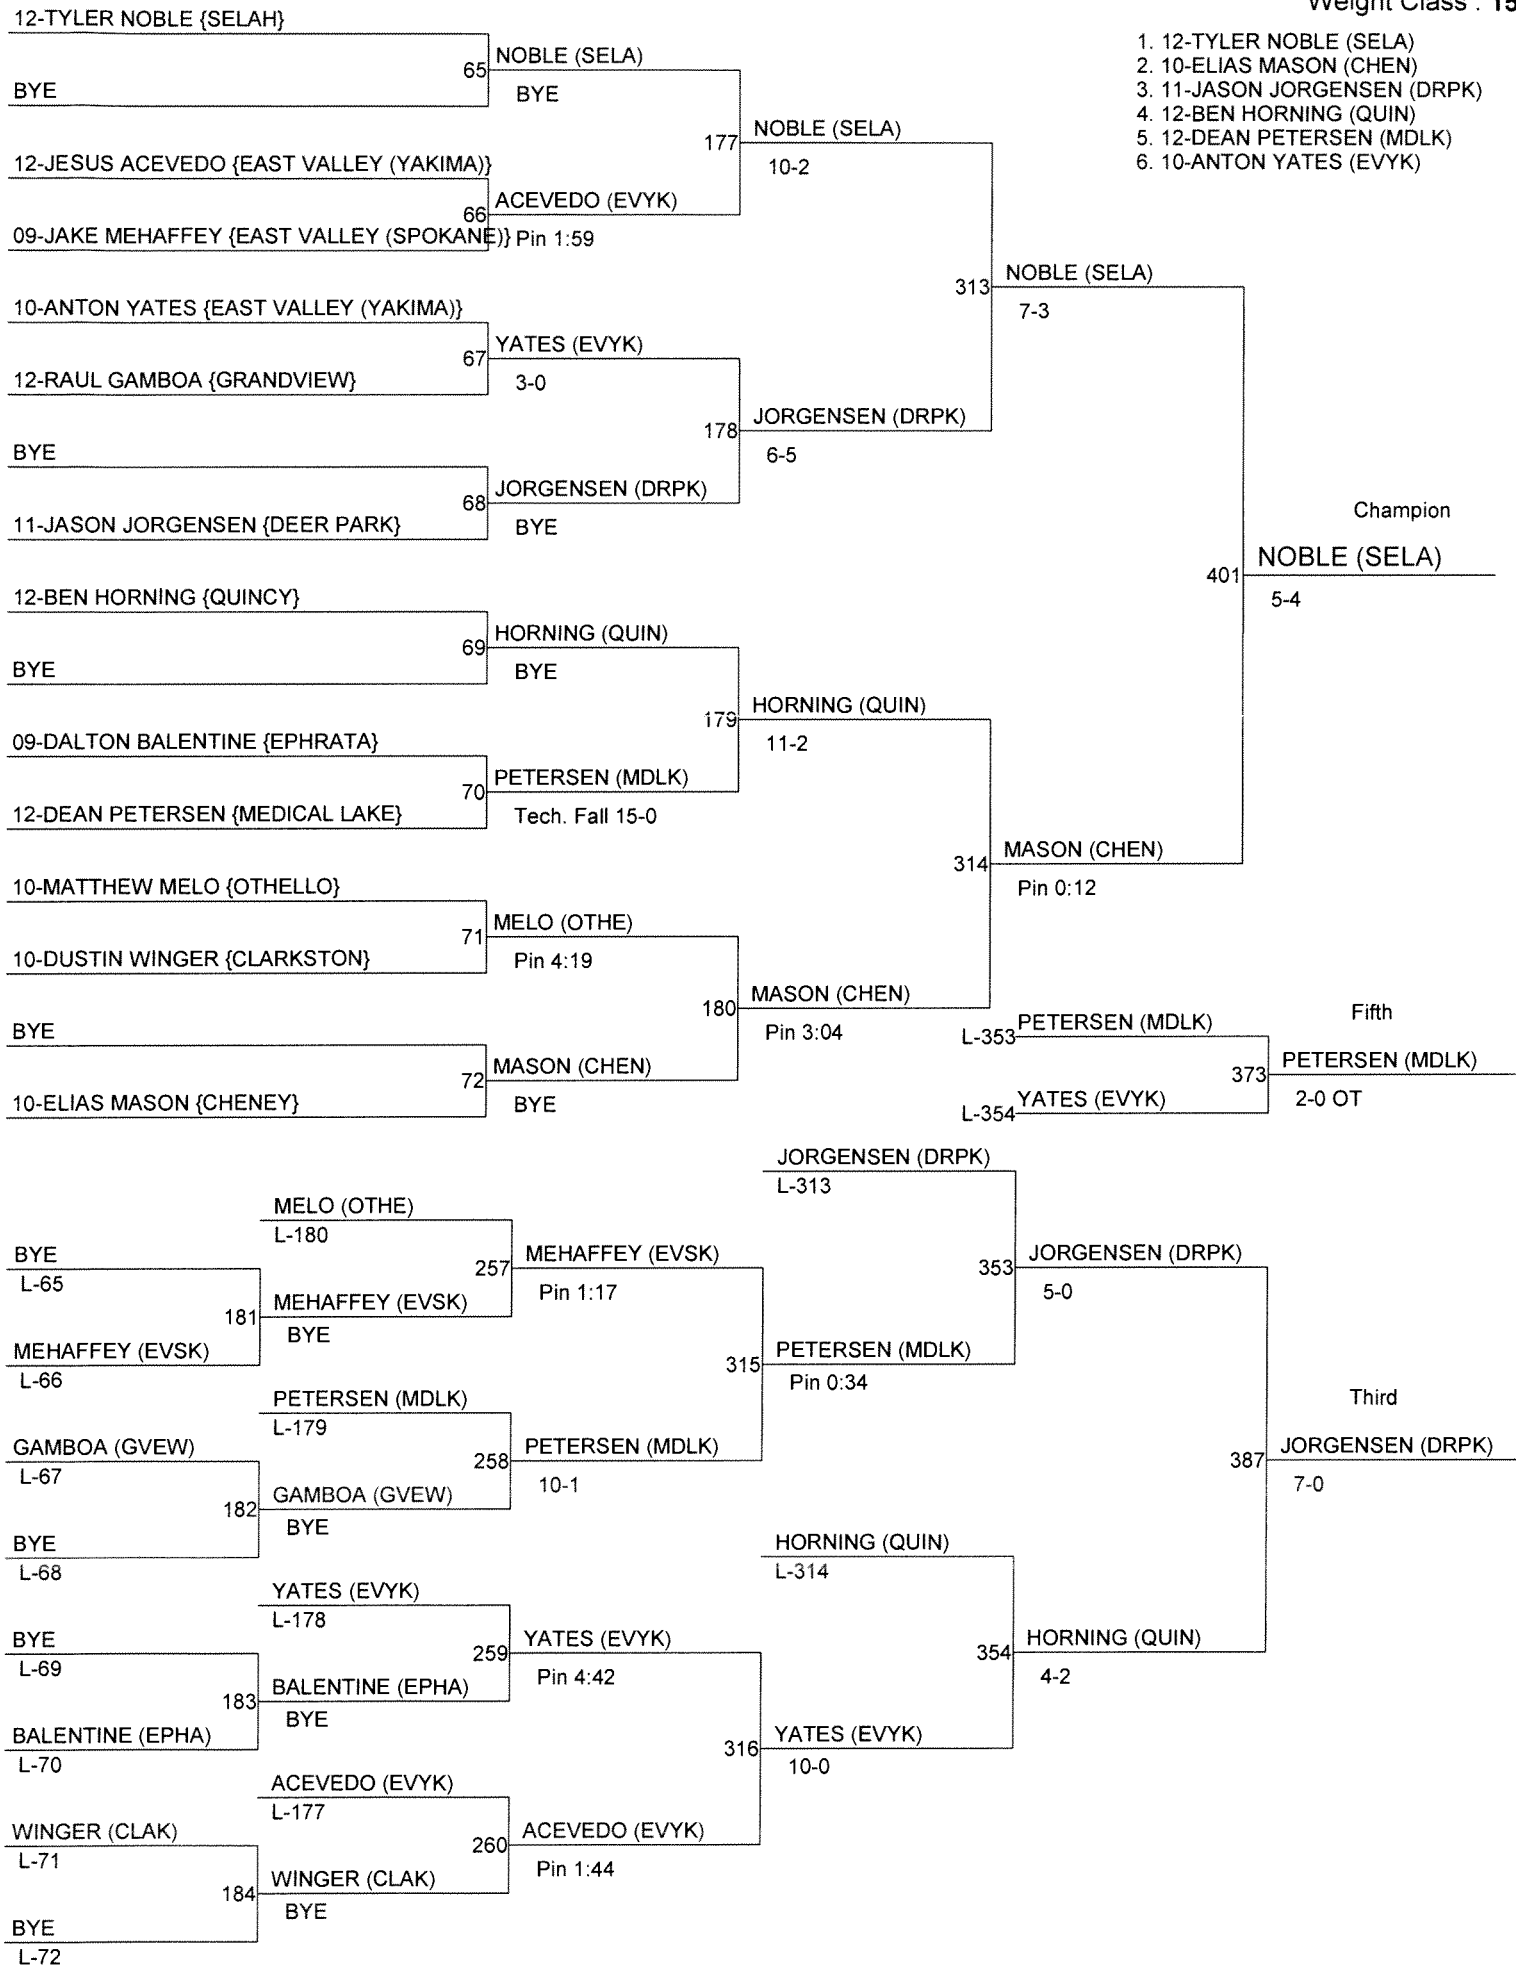 Weight Class : 15
1. 12-TYLER NOBLE (SELA)
2. 10-ELIAS MASON (CHEN)
3. 11-JASON JORGENSEN (DRPK)
4. 12-BEN HORNING (QUIN)
5. 12-DEAN PETERSEN (MDLK)
6. 10-ANTON YATES (EVYK)
12-TYLER NOBLE {SELAH}
65 NOBLE (SELA)
BYE
BYE
177 NOBLE (SELA)
10-2
12-JESUS ACEVEDO {EAST VALLEY (YAKIMA)}
66 ACEVEDO (EVYK)
09-JAKE MEHAFFEY {EAST VALLEY (SPOKANE)} Pin 1:59
313 NOBLE (SELA)
7-3
10-ANTON YATES {EAST VALLEY (YAKIMA)}
67 YATES (EVYK)
12-RAUL GAMBOA {GRANDVIEW}
3-0
178 JORGENSEN (DRPK)
6-5
BYE
68 JORGENSEN (DRPK)
11-JASON JORGENSEN {DEER PARK}
BYE
Champion
401 NOBLE (SELA)
5-4
12-BEN HORNING {QUINCY}
69 HORNING (QUIN)
BYE
BYE
179 HORNING (QUIN)
11-2
09-DALTON BALENTINE {EPHRATA}
70 PETERSEN (MDLK)
12-DEAN PETERSEN {MEDICAL LAKE}
Tech. Fall 15-0
314 MASON (CHEN)
Pin 0:12
10-MATTHEW MELO {OTHELLO}
71 MELO (OTHE)
10-DUSTIN WINGER {CLARKSTON}
Pin 4:19
180 MASON (CHEN)
Pin 3:04
BYE
72 MASON (CHEN)
10-ELIAS MASON {CHENEY}
BYE
Fifth
L-353 PETERSEN (MDLK)
373 PETERSEN (MDLK)
L-354 YATES (EVYK)
2-0 OT
JORGENSEN (DRPK)
L-313
MELO (OTHE)
L-180
BYE
L-65
257 MEHAFFEY (EVSK)
Pin 1:17
353 JORGENSEN (DRPK)
5-0
181 MEHAFFEY (EVSK)
BYE
MEHAFFEY (EVSK)
L-66
315 PETERSEN (MDLK)
Pin 0:34
PETERSEN (MDLK)
L-179
Third
GAMBOA (GVEW)
L-67
258 PETERSEN (MDLK)
10-1
387 JORGENSEN (DRPK)
7-0
182 GAMBOA (GVEW)
BYE
BYE
L-68
HORNING (QUIN)
L-314
YATES (EVYK)
L-178
BYE
L-69
259 YATES (EVYK)
Pin 4:42
354 HORNING (QUIN)
4-2
183 BALENTINE (EPHA)
BYE
BALENTINE (EPHA)
L-70
316 YATES (EVYK)
10-0
ACEVEDO (EVYK)
L-177
WINGER (CLAK)
L-71
260 ACEVEDO (EVYK)
Pin 1:44
184 WINGER (CLAK)
BYE
BYE
L-72